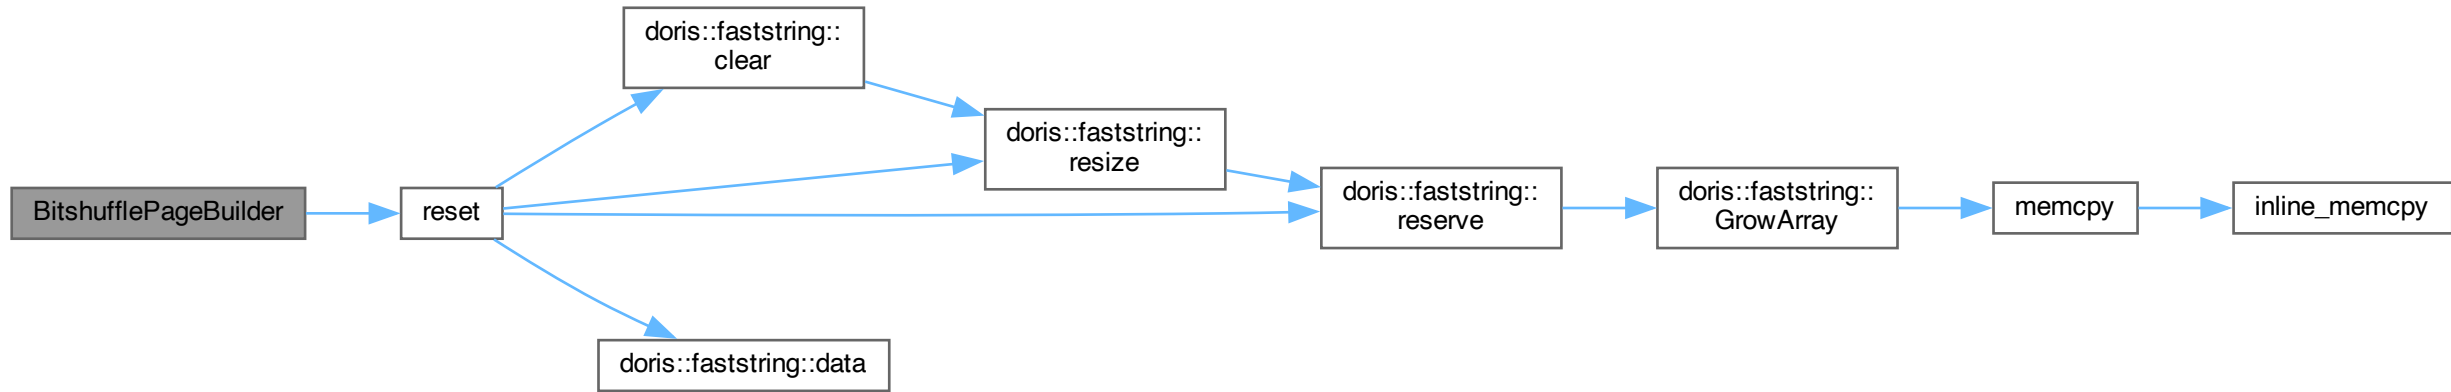 BitshufflePageBuilder
reset
doris::faststring::
clear
doris::faststring::
resize
doris::faststring::data
doris::faststring::
reserve
doris::faststring::
GrowArray
memcpy
inline_memcpy